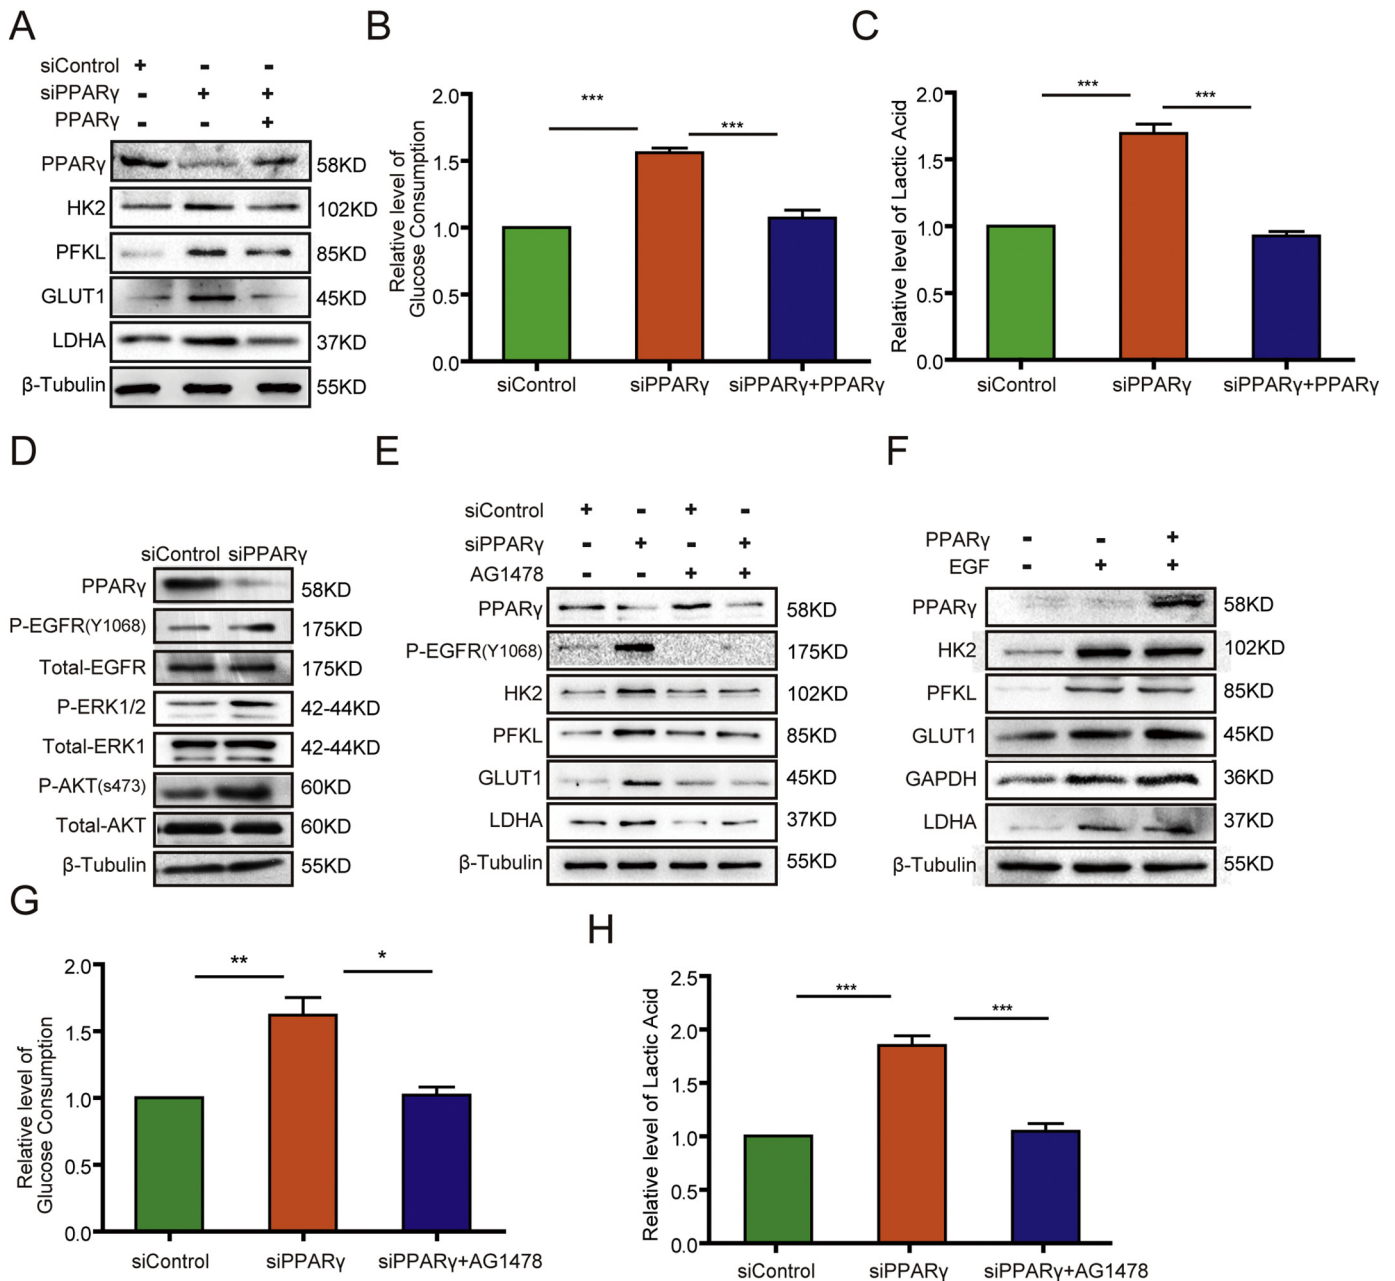 A
siControl + - -
siPPARγ - + +
PPARγ - - +
PPARγ 58KD
HK2 102KD
PFKL 85KD
GLUT1 45KD
LDHA 37KD
β-Tubulin 55KD
B
Relative level of
Glucose Consumption
2.0
1.5
1.0
0.5
0.0
***
***
siControl siPPARγ siPPARγ+PPARγ
C
Relative level of Lactic Acid
2.0
1.5
1.0
0.5
0.0
***
***
siControl siPPARγ siPPARγ+PPARγ
D
siControl siPPARγ
PPARγ 58KD
P-EGFR(Y1068) 175KD
Total-EGFR 175KD
P-ERK1/2 42-44KD
Total-ERK1 42-44KD
P-AKT(s473) 60KD
Total-AKT 60KD
β-Tubulin 55KD
E
siControl + - + -
siPPARγ - + - +
AG1478 - - + +
PPARγ 58KD
P-EGFR(Y1068) 175KD
HK2 102KD
PFKL 85KD
GLUT1 45KD
LDHA 37KD
β-Tubulin 55KD
F
PPARγ - - +
EGF - + +
PPARγ 58KD
HK2 102KD
PFKL 85KD
GLUT1 45KD
GAPDH 36KD
LDHA 37KD
β-Tubulin 55KD
G
Relative level of
Glucose Consumption
2.0
1.5
1.0
0.5
0.0
**
*
siControl siPPARγ siPPARγ+AG1478
H
Relative level of Lactic Acid
2.5
2.0
1.5
1.0
0.5
0.0
***
***
siControl siPPARγ siPPARγ+AG1478